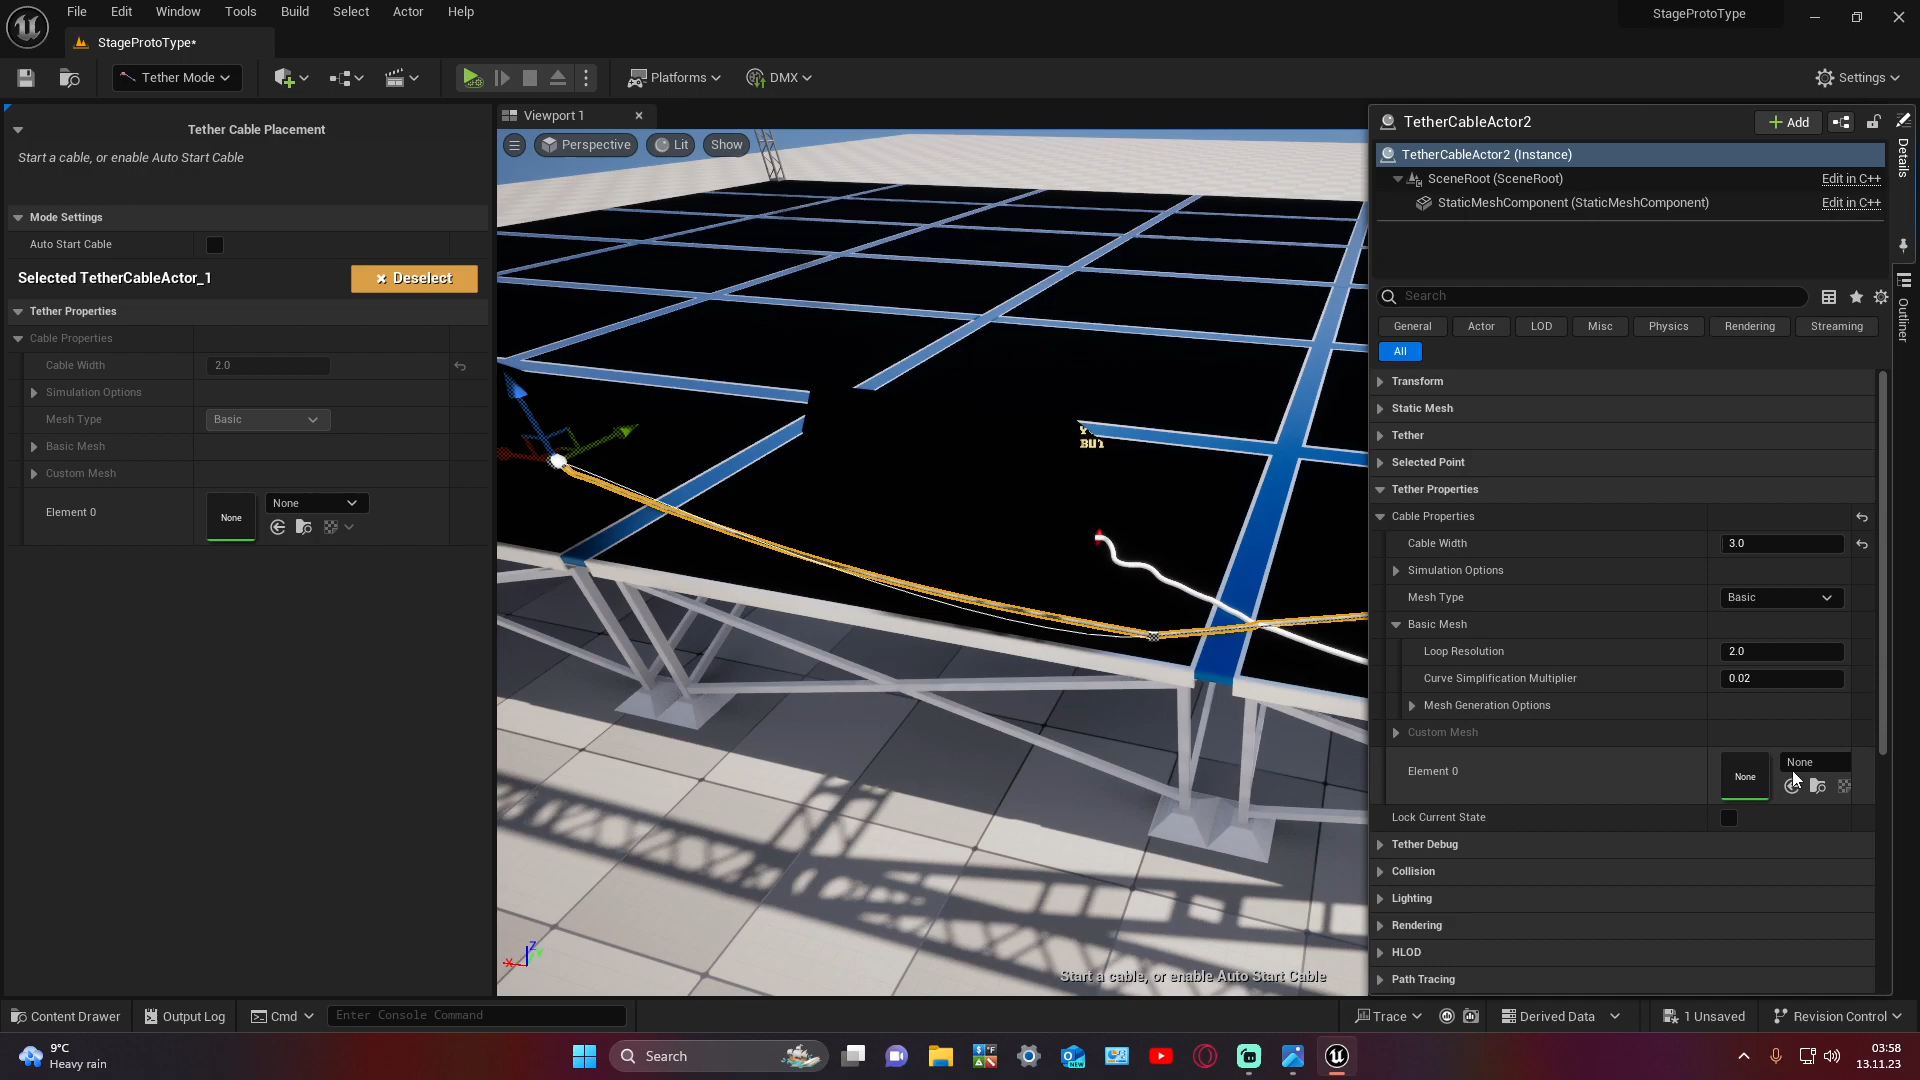 File Edit Window Tools Build Select Actor Help
StageProtoType
StageProtoType*
Tether Mode
Platforms
DMX
Settings
Tether Cable Placement
Start a cable, or enable Auto Start Cable
Mode Settings
Auto Start Cable
Selected TetherCableActor_1
Deselect
Tether Properties
Cable Properties
Cable Width 2.0
Simulation Options
Mesh Type Basic
Basic Mesh
Custom Mesh
Element 0 None None
Viewport 1
Perspective Lit Show
Start a cable, or enable Auto Start Cable
Z
X
TetherCableActor2
Add
TetherCableActor2 (Instance)
SceneRoot (SceneRoot) Edit in C++
StaticMeshComponent (StaticMeshComponent) Edit in C++
Search
General Actor LOD Misc Physics Rendering Streaming
All
Transform
Static Mesh
Tether
Selected Point
Tether Properties
Cable Properties
Cable Width 3.0
Simulation Options
Mesh Type Basic
Basic Mesh
Loop Resolution 2.0
Curve Simplification Multiplier 0.02
Mesh Generation Options
Custom Mesh
Element 0 None None
Lock Current State
Tether Debug
Collision
Lighting
Rendering
HLOD
Path Tracing
Details
Outliner
Content Drawer Output Log Cmd Enter Console Command
Trace Derived Data 1 Unsaved Revision Control
9°C
Heavy rain
Search
NEW
03:58
13.11.23